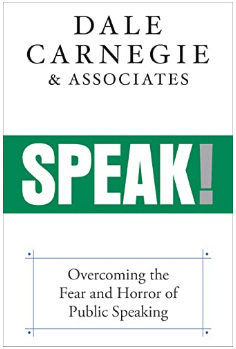 DALE
CARNEGIE
& ASSOCIATES
SPEAK!
Overcoming the
Fear and Horror of
Public Speaking